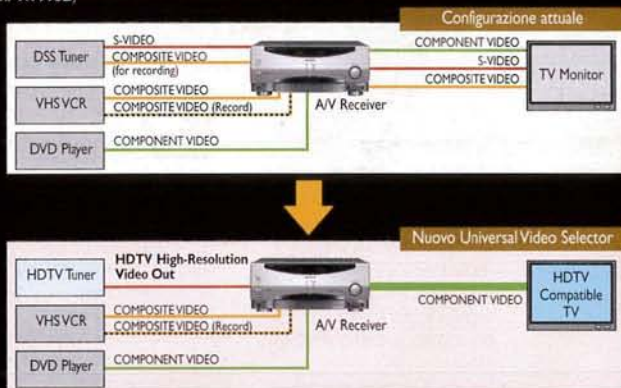 Configurazione attuale
DSS Tuner
S-VIDEO
COMPOSITE VIDEO
(for recording)
VHS VCR
COMPOSITE VIDEO
COMPOSITE VIDEO (Record)
DVD Player
COMPONENT VIDEO
A/V Receiver
COMPONENT VIDEO
S-VIDEO
COMPOSITE VIDEO
TV Monitor
Nuovo Universal Video Selector
HDTV Tuner
HDTV High-Resolution
Video Out
VHS VCR
COMPOSITE VIDEO
COMPOSITE VIDEO (Record)
DVD Player
COMPONENT VIDEO
A/V Receiver
COMPONENT VIDEO
HDTV
Compatible
TV